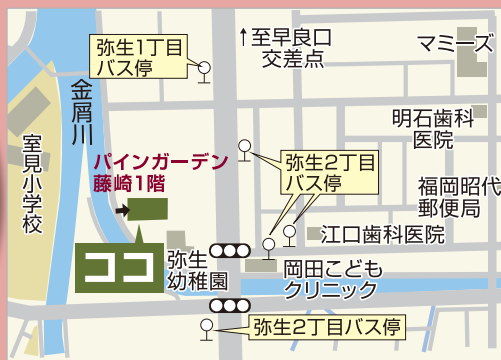 弥生1丁目
バス停
↑至早良口
交差点
マミーズ
金屑川
明石歯科
医院
室見小学校
パインガーデン
藤崎1階
弥生2丁目
バス停
福岡昭代
郵便局
江口歯科医院
ココ
弥生
幼稚園
岡田こども
クリニック
弥生2丁目バス停